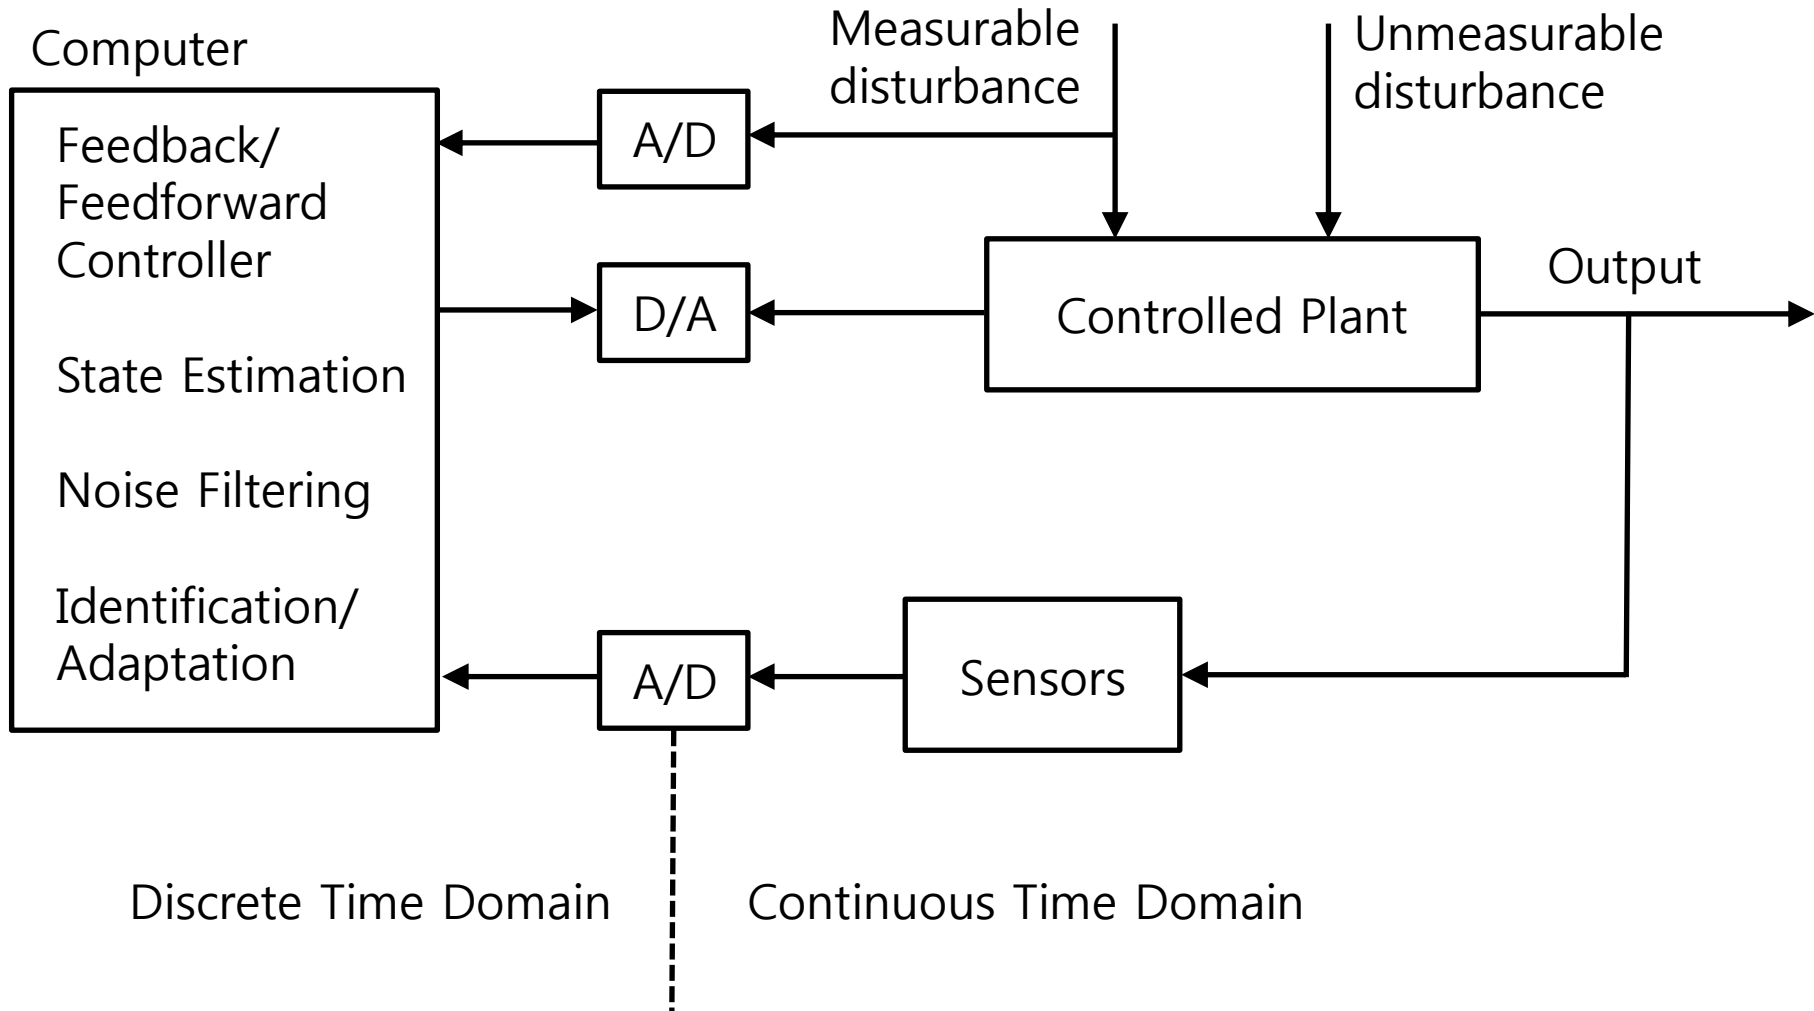 Computer
Feedback/
Feedforward
Controller
State Estimation
Noise Filtering
Identification/
Adaptation
A/D
D/A
A/D
Measurable
disturbance
Unmeasurable
disturbance
Controlled Plant
Output
Sensors
Discrete Time Domain
Continuous Time Domain